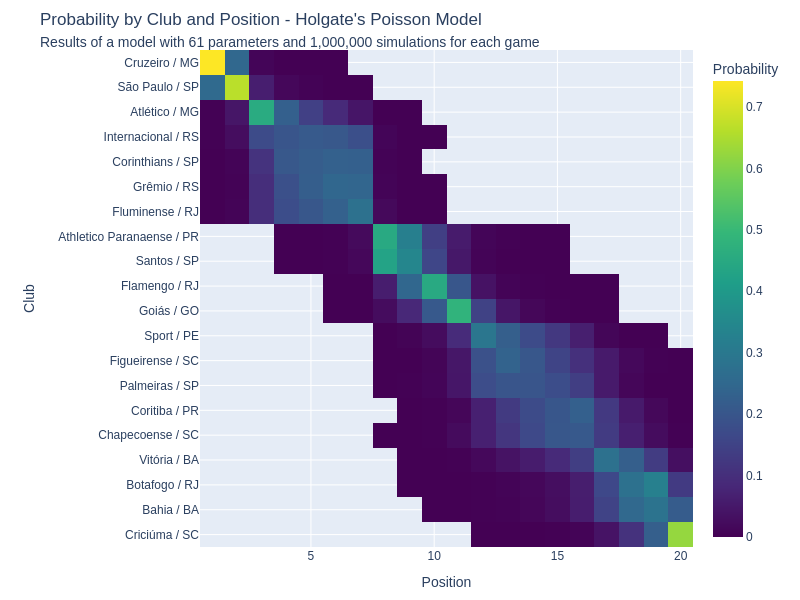 Probability by Club and Position - Holgate's Poisson Model
Results of a model with 61 parameters and 1,000,000 simulations for each game
Probability
Cruzeiro / MG
São Paulo / SP
Atlético / MG
Internacional / RS
Corinthians / SP
Grêmio / RS
Fluminense / RJ
Athletico Paranaense / PR
Santos / SP
Flamengo / RJ
Goiás / GO
Sport / PE
Figueirense / SC
Palmeiras / SP
Coritiba / PR
Chapecoense / SC
Vitória / BA
Botafogo / RJ
Bahia / BA
Criciúma / SC
Club
5
10
15
20
Position
0.7
0.6
0.5
0.4
0.3
0.2
0.1
0